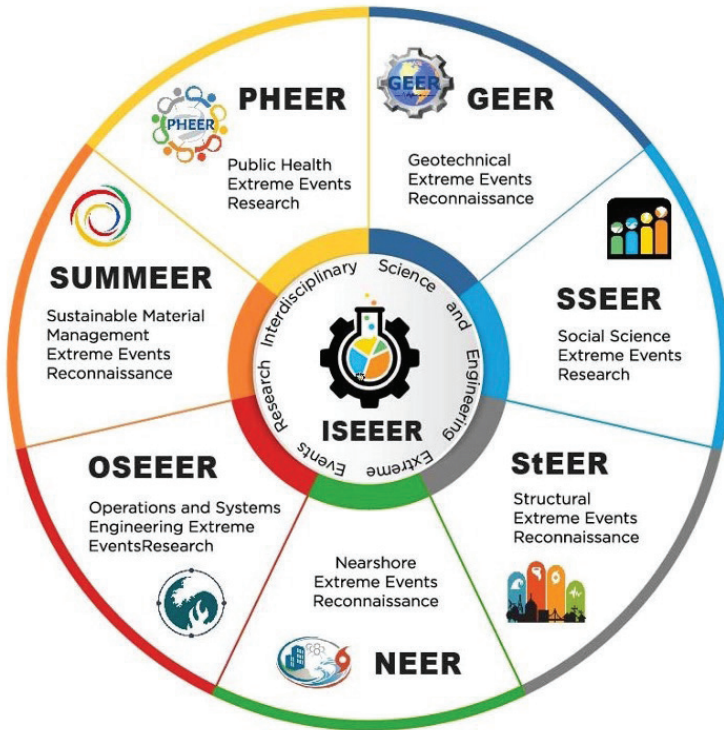 PHEER
PHEER
Public Health
Extreme Events
Research
GEER
GEER
Geotechnical
Extreme Events
Reconnaissance
SSEER
Social Science
Extreme Events
Research
StEER
Structural
Extreme Events
Reconnaissance
Nearshore
Extreme Events
Reconnaissance
NEER
OSEEER
Operations and Systems
Engineering Extreme
EventsResearch
SUMMEER
Sustainable Material
Management
Extreme Events
Reconnaissance
Interdisciplinary Science and Engineering Extreme Events Research
ISEEER